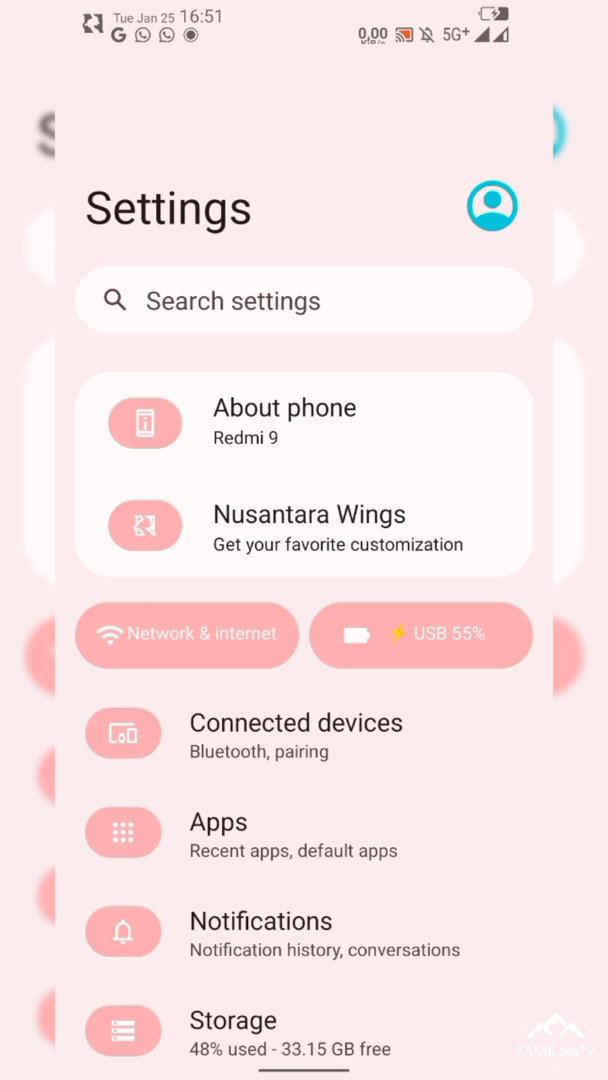 Tue Jan 25 16:51
0,00 5G+
Settings
Search settings
About phone
Redmi 9
Nusantara Wings
Get your favorite customization
Network & internet
⚡ USB 55%
Connected devices
Bluetooth, pairing
Apps
Recent apps, default apps
Notifications
Notification history, conversations
Storage
48% used - 33.15 GB free